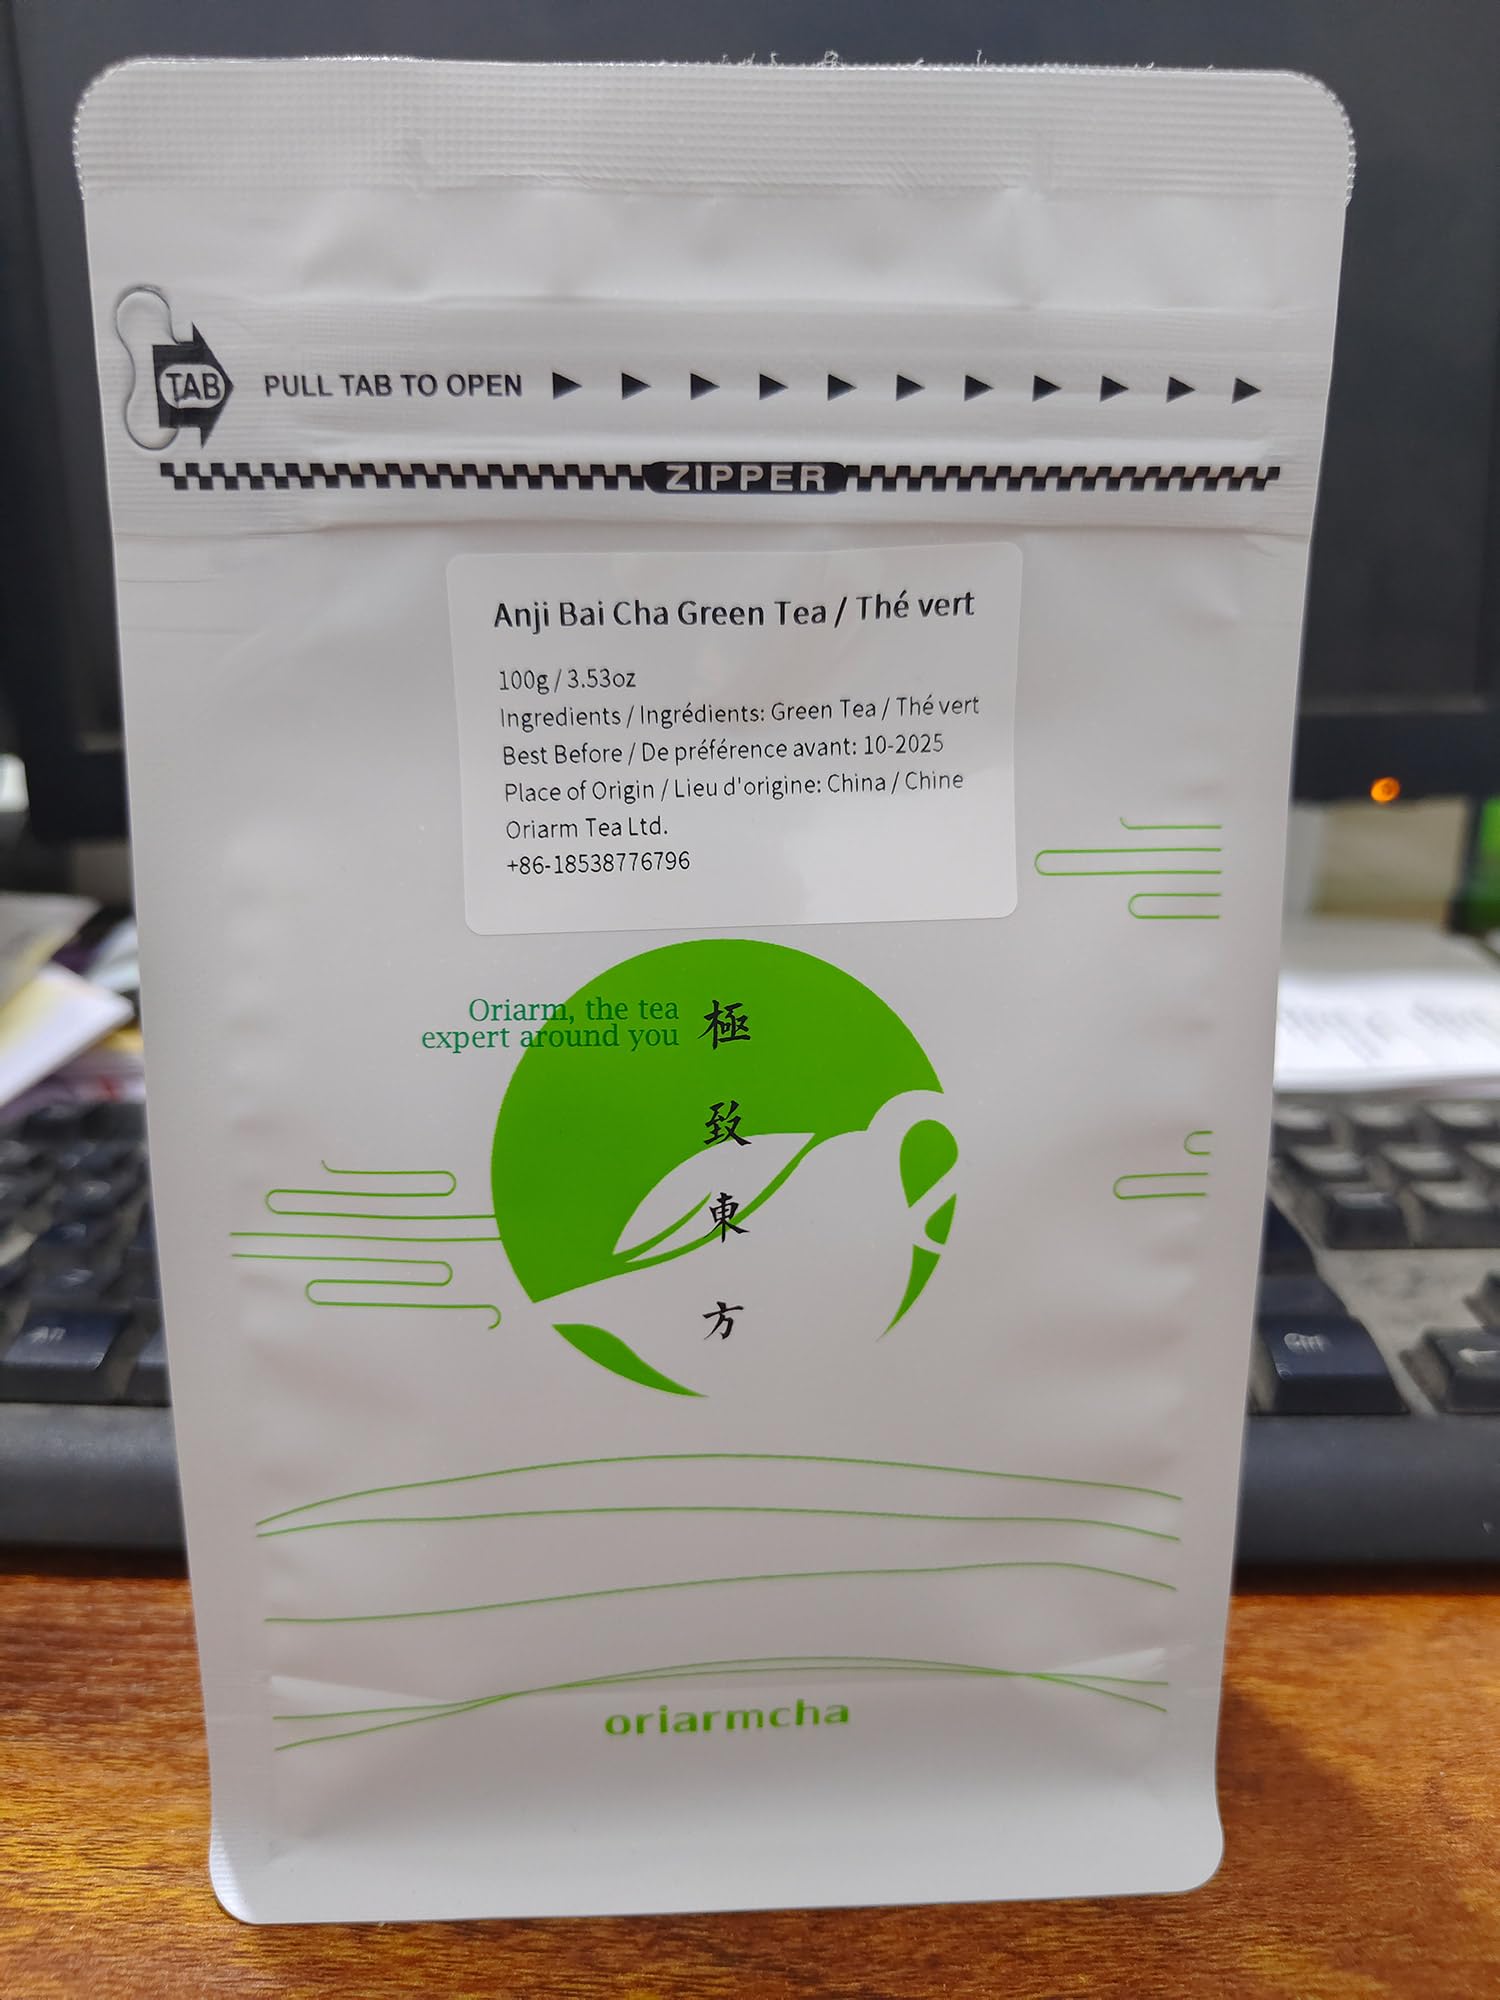 TAB
PULL TAB TO OPEN
ZIPPER
Anji Bai Cha Green Tea / Thé vert
100g / 3.53oz
Ingredients / Ingrédients: Green Tea / Thé vert
Best Before / De préférence avant: 10-2025
Place of Origin / Lieu d'origine: China / Chine
Oriarm Tea Ltd.
+86-18538776796
Oriarm, the tea
expert around you
極致東方
oriarmcha